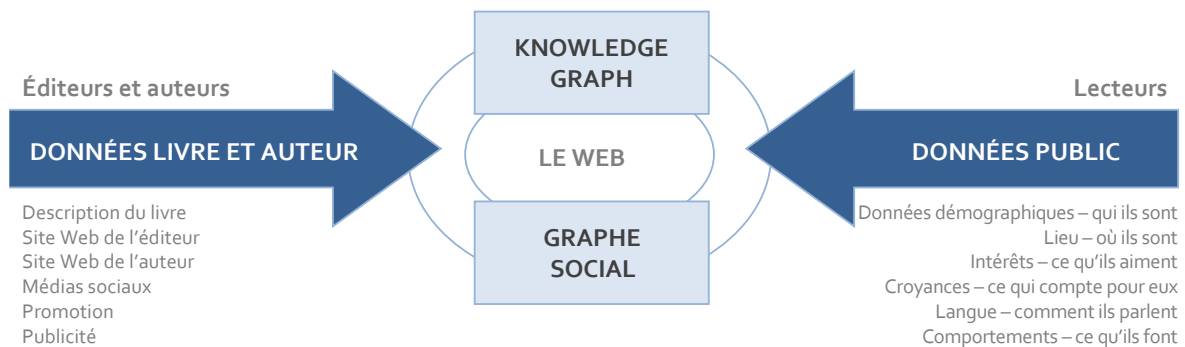 Éditeurs et auteurs
DONNÉES LIVRE ET AUTEUR
Description du livre
Site Web de l'éditeur
Site Web de l'auteur
Médias sociaux
Promotion
Publicité
KNOWLEDGE
GRAPH
LE WEB
GRAPHE
SOCIAL
Lecteurs
DONNÉES PUBLIC
Données démographiques – qui ils sont
Lieu – où ils sont
Intérêts – ce qu'ils aiment
Croyances – ce qui compte pour eux
Langue – comment ils parlent
Comportements – ce qu'ils font